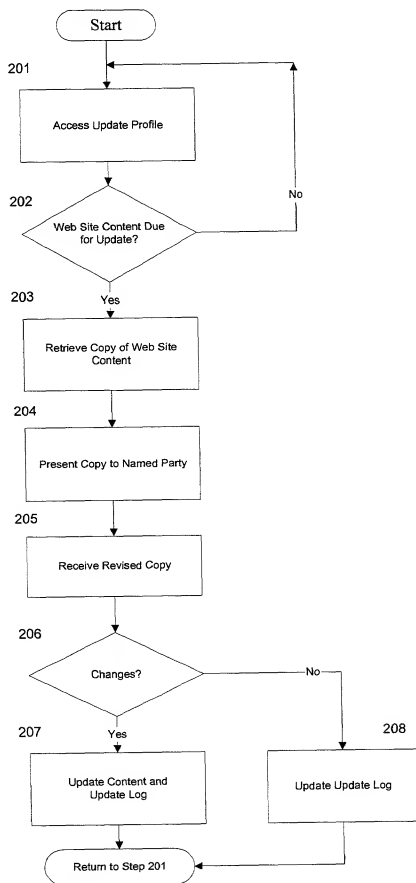 Start
201
Access Update Profile
202
Web Site Content Due
for Update?
No
203
Yes
Retrieve Copy of Web Site
Content
204
Present Copy to Named Party
205
Receive Revised Copy
206
Changes?
No
207
Yes
208
Update Content and
Update Log
Update Update Log
Return to Step 201